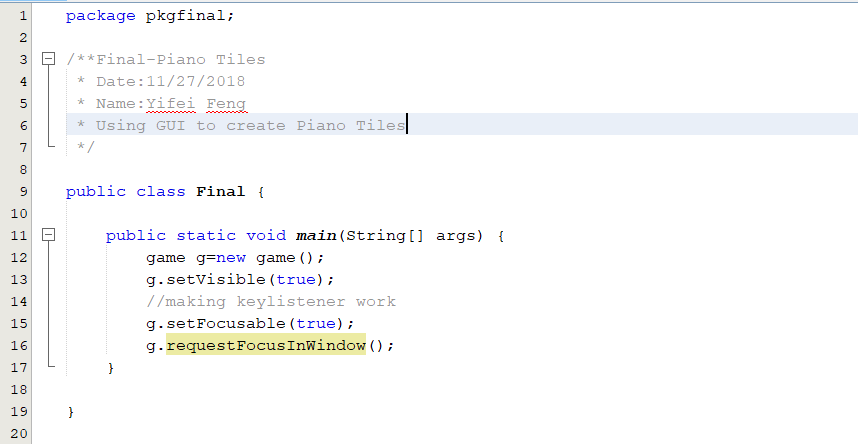 1 package pkgfinal;
2
3 /**Final-Piano Tiles
4 * Date:11/27/2018
5 * Name:Yifei Feng
6 * Using GUI to create Piano Tiles
7 */
8
9 public class Final {
10
11 public static void main(String[] args) {
12 game g=new game();
13 g.setVisible(true);
14 //making keylistener work
15 g.setFocusable(true);
16 g.requestFocusInWindow();
17 }
18
19 }
20